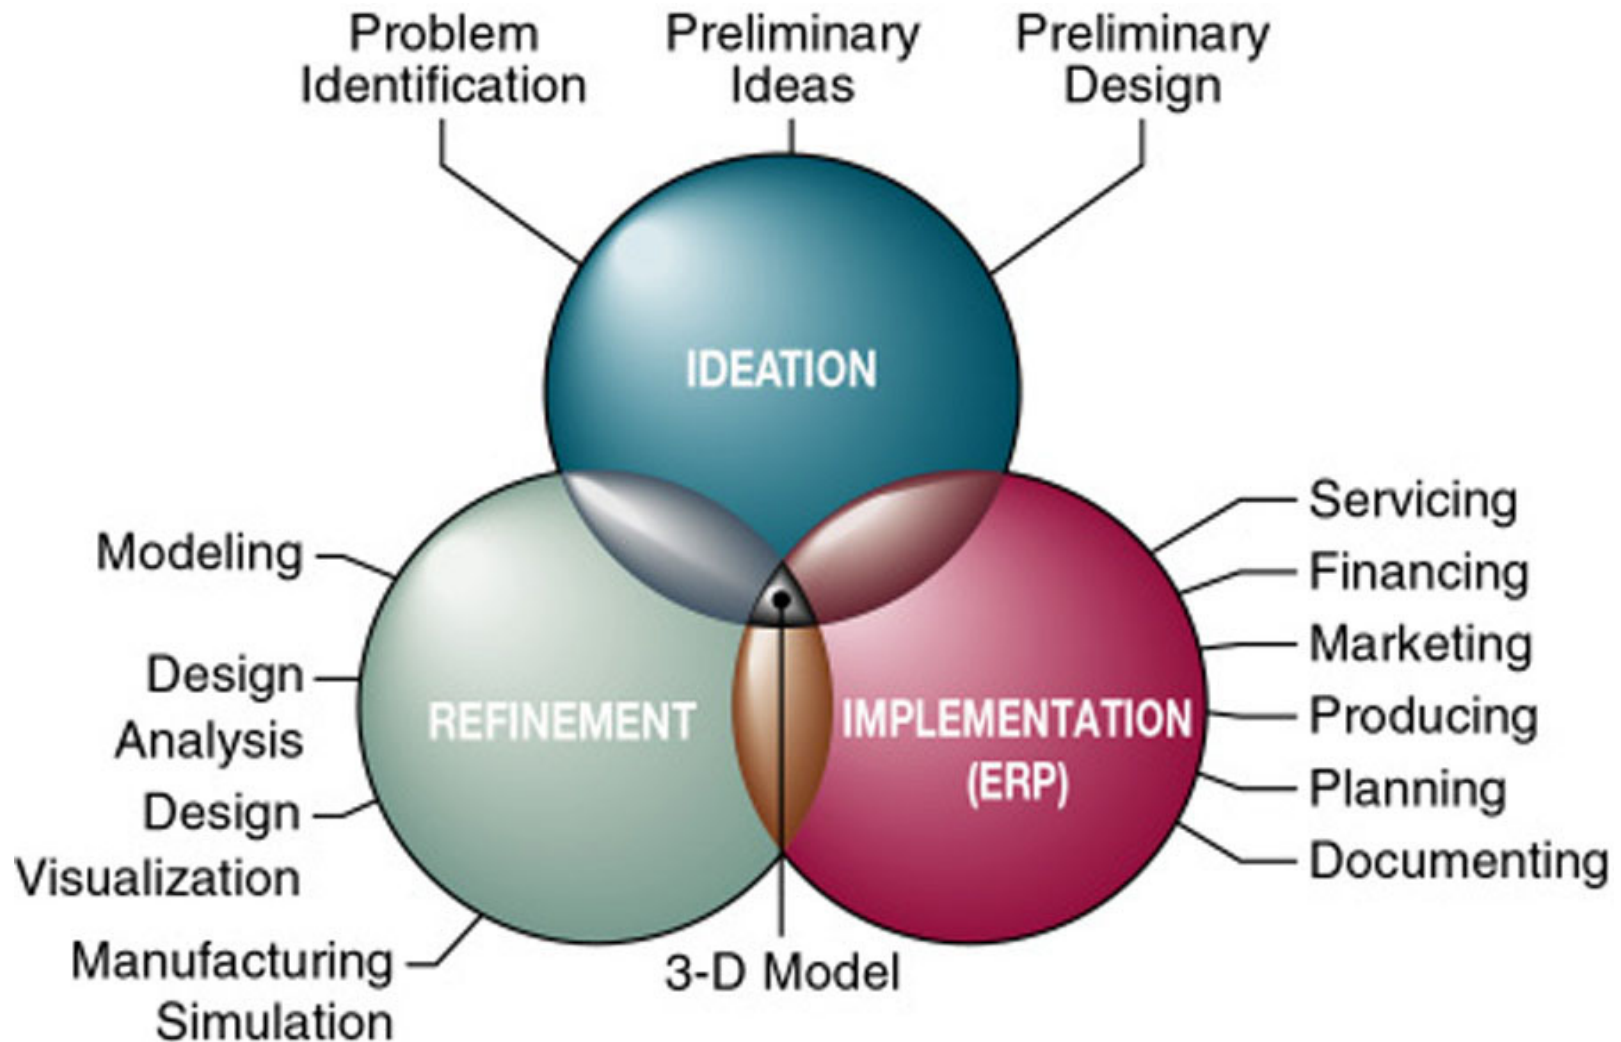 Problem
Identification
Preliminary
Ideas
Preliminary
Design
IDEATION
Modeling
Design
Analysis
Design
Visualization
Manufacturing
Simulation
REFINEMENT
IMPLEMENTATION
(ERP)
Servicing
Financing
Marketing
Producing
Planning
Documenting
3-D Model